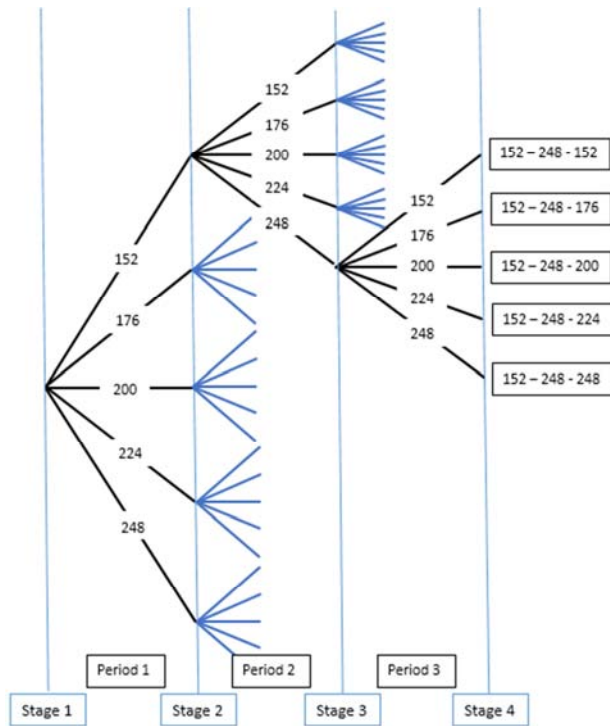 152
176
200
224
248
152
176
200
224
248
152
176
200
224
248
152 – 248 - 152
152 – 248 - 176
152 – 248 - 200
152 – 248 - 224
152 – 248 - 248
Period 1
Period 2
Period 3
Stage 1
Stage 2
Stage 3
Stage 4